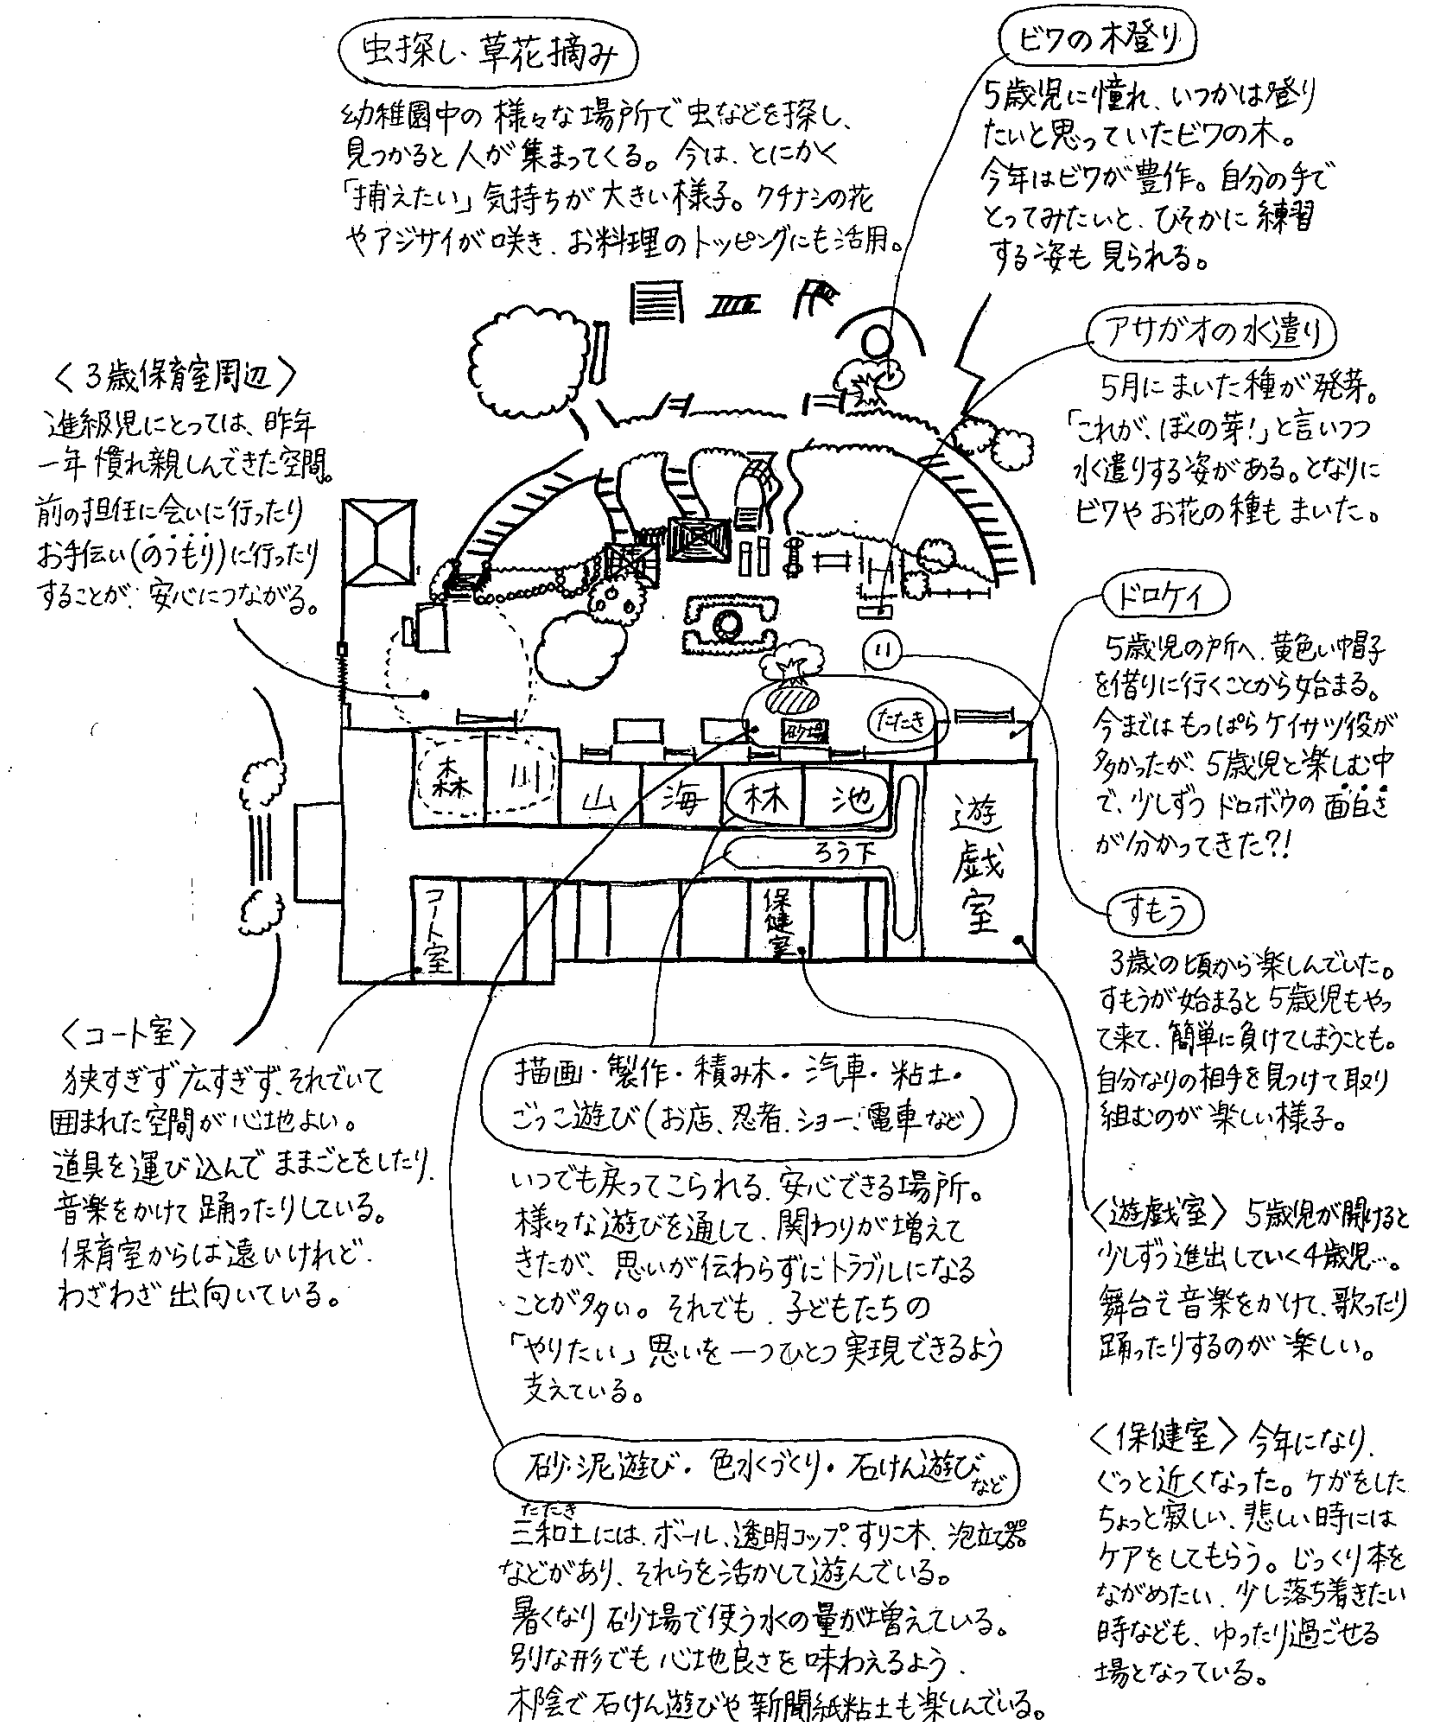 虫探し・草花摘み
幼稚園中の様々な場所で虫などを探し、
見つかると人が集まってくる。今は、とにかく
「捕えたい」気持ちが大きい様子。クチナシの花
やアジサイが咲き、お料理のトッピングにも活用。
ビワの木登り
5歳児に憧れ、いつかは登り
たいと思っていたビワの木。
今年はビワが豊作。自分の手で
とってみたいと、ひそかに練習
する姿も見られる。
アサガオの水遣り
5月にまいた種が発芽。
「これが、ぼくの芽!」と言いつつ
水遣りする姿がある。となりに
ビワやお花の種もまいた。
〈3歳保育室周辺〉
進級児にとっては、昨年
一年慣れ親しんできた空間。
前の担任に会いに行ったり
お手伝い(のつもり)に行ったり
することが、安心につながる。
ドロケイ
5歳児の所へ、黄色い帽子
を借りに行くことから始まる。
今まではもっぱらケイサツ役が
多かったが、5歳児と楽しむ中
で、少しずつドロボウの面白さ
が分かってきた?!
すもう
3歳の頃から楽しんでいた。
すもうが始まると5歳児もやっ
て来て、簡単に負けてしまうことも。
自分なりの相手を見つけて取り
組むのが楽しい様子。
たたき
砂場
森
川
山
海
林
池
遊戯室
ろう下
コート室
保健室
〈コート室〉
狭すぎず広すぎず、それでいて
囲まれた空間が心地よい。
道具を運び込んでままごとをしたり、
音楽をかけて踊ったりしている。
保育室からは遠いけれど、
わざわざ出向いている。
描画・製作・積み木・汽車・粘土・
ごっこ遊び(お店、忍者、ショー、電車など)
いつでも戻ってこられる、安心できる場所。
様々な遊びを通して、関わりが増えて
きたが、思いが伝わらずにトラブルになる
ことが多い。それでも、子どもたちの
「やりたい」思いを一つひとつ実現できるよう
支えている。
〈遊戯室〉5歳児が開けると
少しずつ進出していく4歳児…。
舞台で音楽をかけて、歌ったり
踊ったりするのが楽しい。
〈保健室〉今年になり、
ぐっと近くなった。ケガをした
ちょっと寂しい、悲しい時には
ケアをしてもらう。じっくり本を
ながめたい、少し落ち着きたい
時なども、ゆったり過ごせる
場となっている。
砂・泥遊び・色水づくり・石けん遊びなど
たたき
三和土には、ボール、透明コップ、すりこ木、泡立て器
などがあり、それらを活かして遊んでいる。
暑くなり砂場で使う水の量が増えている。
別な形でも心地良さを味わえるよう、
木陰で石けん遊びや新聞紙粘土も楽しんでいる。